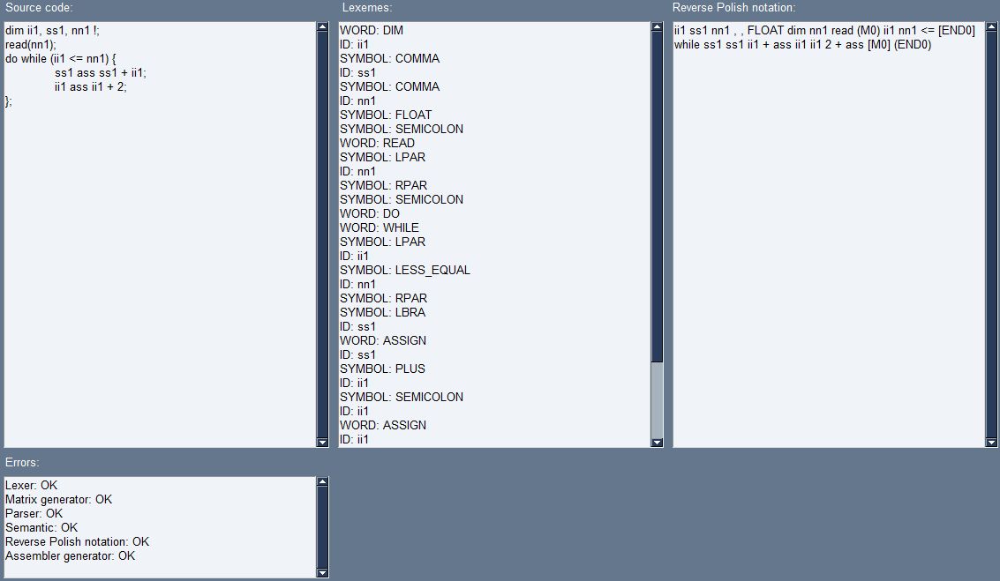 Source code:
dim ii1, ss1, nn1 !;
read(nn1);
do while (ii1 <= nn1) {
ss1 ass ss1 + ii1;
ii1 ass ii1 + 2;
};
Lexemes:
WORD: DIM
ID: ii1
SYMBOL: COMMA
ID: ss1
SYMBOL: COMMA
ID: nn1
SYMBOL: FLOAT
SYMBOL: SEMICOLON
WORD: READ
SYMBOL: LPAR
ID: nn1
SYMBOL: RPAR
SYMBOL: SEMICOLON
WORD: DO
WORD: WHILE
SYMBOL: LPAR
ID: ii1
SYMBOL: LESS_EQUAL
ID: nn1
SYMBOL: RPAR
SYMBOL: LBRA
ID: ss1
WORD: ASSIGN
ID: ss1
SYMBOL: PLUS
ID: ii1
SYMBOL: SEMICOLON
ID: ii1
WORD: ASSIGN
ID: ii1
Reverse Polish notation:
ii1 ss1 nn1 , , FLOAT dim nn1 read (M0) ii1 nn1 <= [END0]
while ss1 ss1 ii1 + ass ii1 ii1 2 + ass [M0] (END0)
Errors:
Lexer: OK
Matrix generator: OK
Parser: OK
Semantic: OK
Reverse Polish notation: OK
Assembler generator: OK